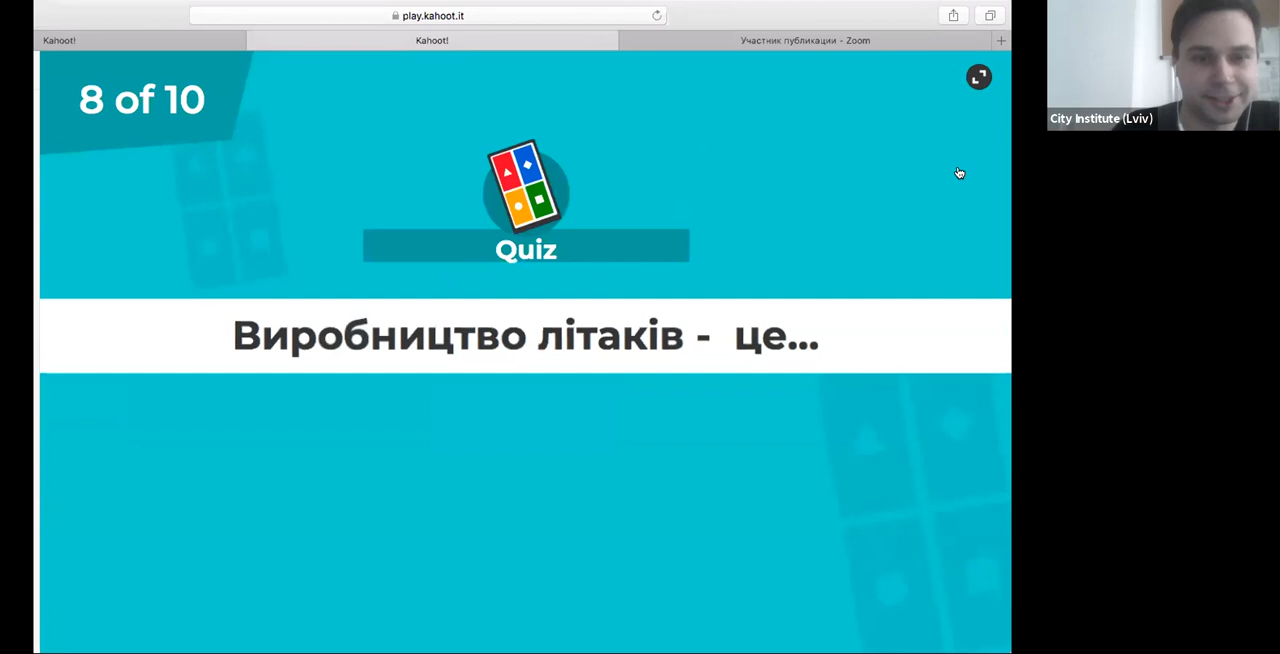 play.kahoot.it
Kahoot!
Kahoot!
Участник публикации - Zoom
8 of 10
City Institute (Lviv)
Quiz
Виробництво літаків - це...